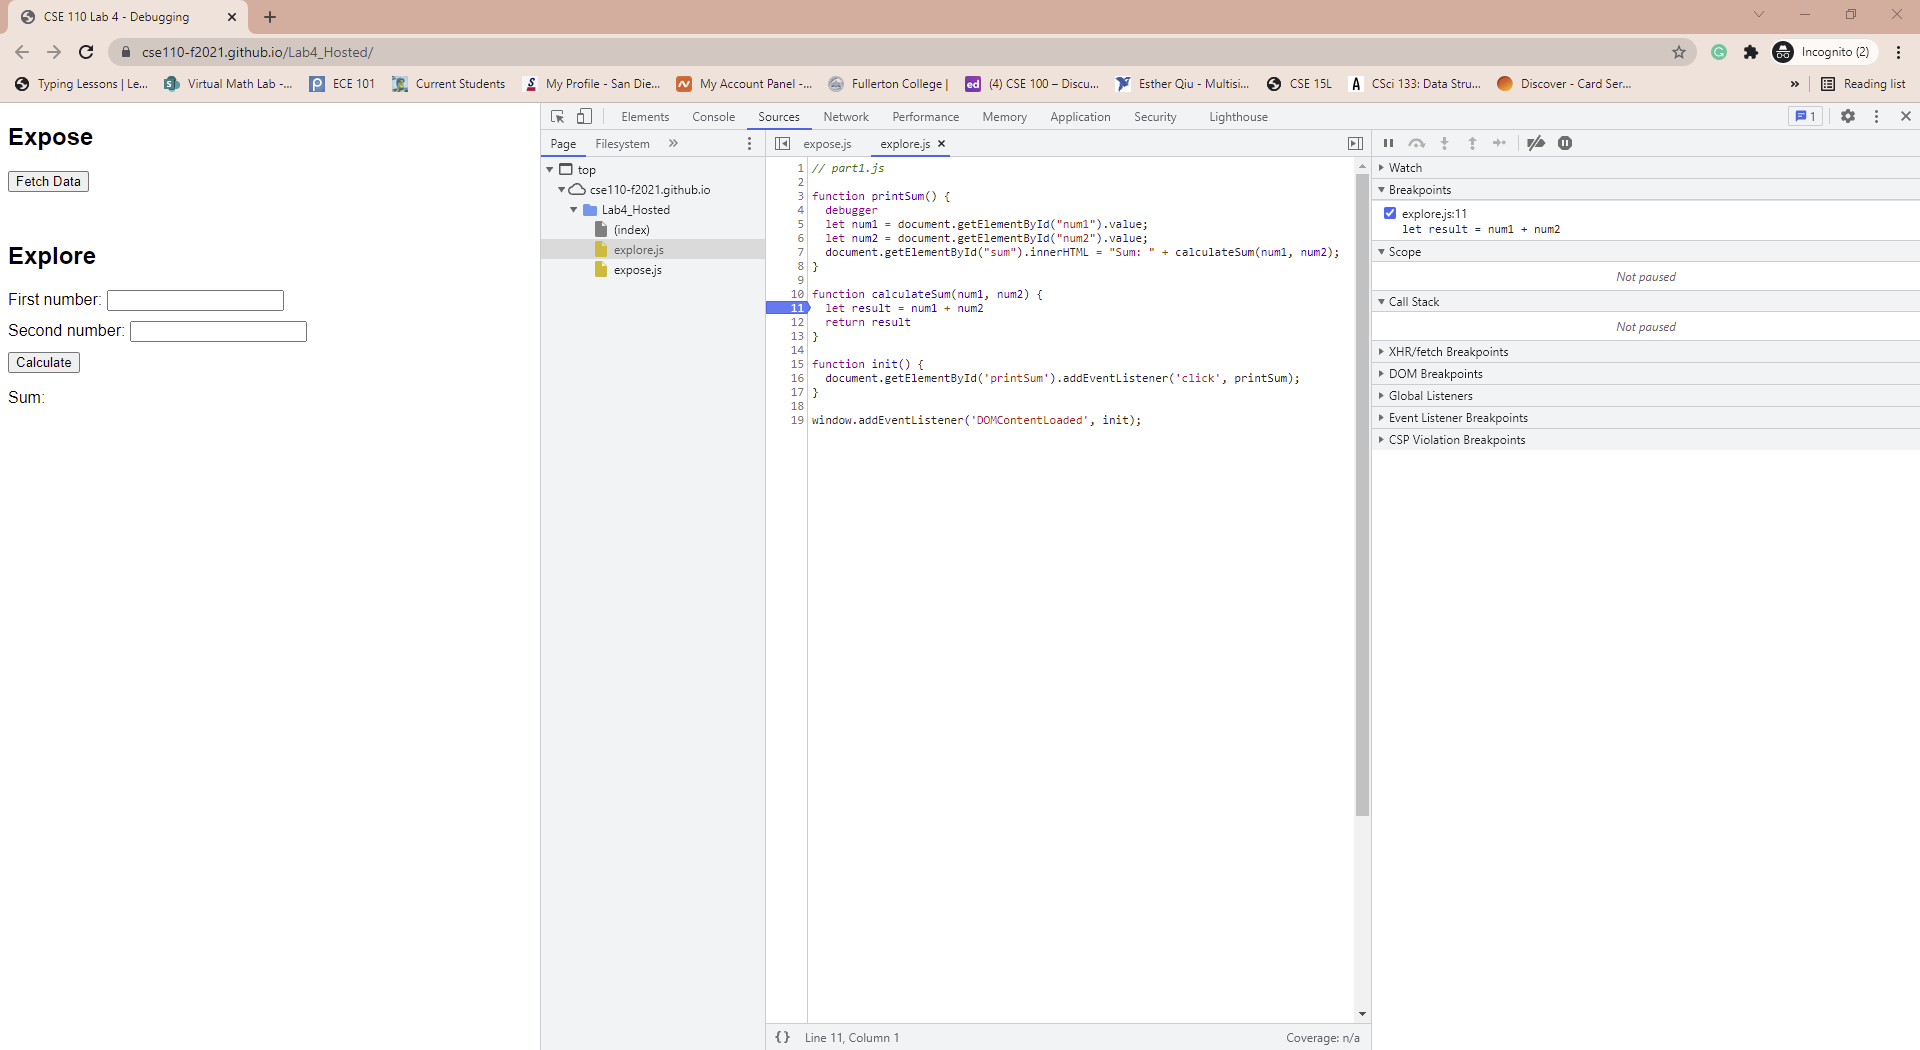 CSE 110 Lab 4 - Debugging
cse110-f2021.github.io/Lab4_Hosted/
Incognito (2)
Typing Lessons | Le...
Virtual Math Lab -...
ECE 101
Current Students
My Profile - San Die...
My Account Panel -...
Fullerton College |
ed
(4) CSE 100 – Discu...
Esther Qiu - Multisi...
CSE 15L
CSci 133: Data Stru...
Discover - Card Ser...
»
Reading list
Expose
Fetch Data
Explore
First number:
Second number:
Calculate
Sum:
Elements
Console
Sources
Network
Performance
Memory
Application
Security
Lighthouse
1
Page
Filesystem
»
top
cse110-f2021.github.io
Lab4_Hosted
(index)
explore.js
expose.js
expose.js
explore.js
1 // part1.js
2
3 function printSum() {
4 debugger
5 let num1 = document.getElementById("num1").value;
6 let num2 = document.getElementById("num2").value;
7 document.getElementById("sum").innerHTML = "Sum: " + calculateSum(num1, num2);
8 }
9
10 function calculateSum(num1, num2) {
11 let result = num1 + num2
12 return result
13 }
14
15 function init() {
16 document.getElementById('printSum').addEventListener('click', printSum);
17 }
18
19 window.addEventListener('DOMContentLoaded', init);
{} Line 11, Column 1
Coverage: n/a
Watch
Breakpoints
explore.js:11
let result = num1 + num2
Scope
Not paused
Call Stack
Not paused
XHR/fetch Breakpoints
DOM Breakpoints
Global Listeners
Event Listener Breakpoints
CSP Violation Breakpoints